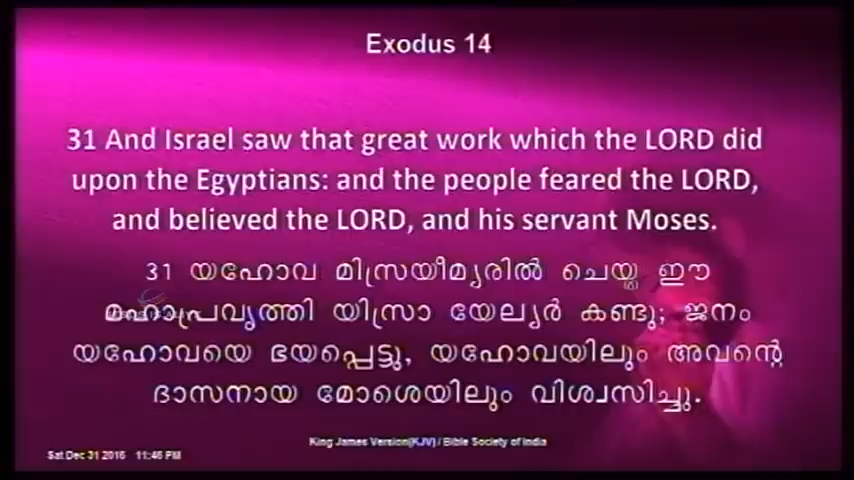 Exodus 14
31 And Israel saw that great work which the LORD did
upon the Egyptians: and the people feared the LORD,
and believed the LORD, and his servant Moses.
31 യഹോവ മിസ്രയീമ്യരിൽ ചെയ്ത ഈ
മഹാപ്രവൃത്തി യിസ്രാ യേല്യർ കണ്ടു; ജനം
യഹോവയെ ഭയപ്പെട്ടു, യഹോവയിലും അവന്റെ
ദാസനായ മോശെയിലും വിശ്വസിച്ചു.
King James Version(KJV) / Bible Society of India
Sat Dec 31 2016 11:46 PM